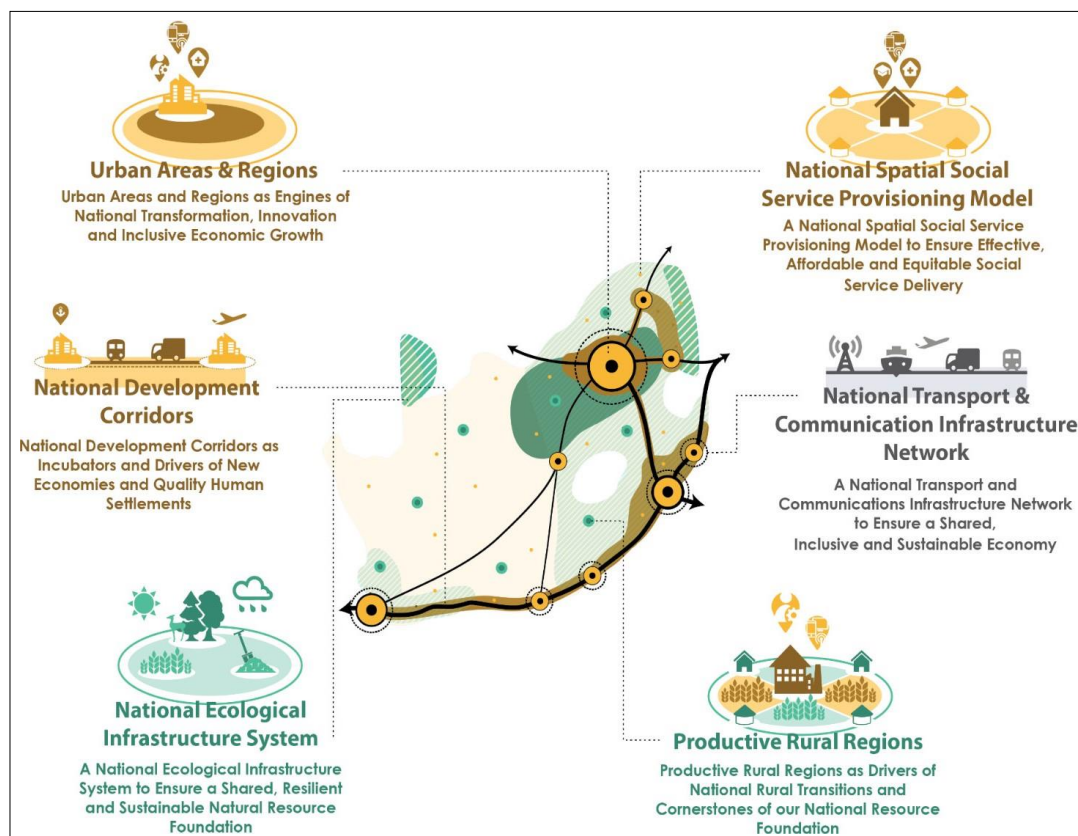 Urban Areas & Regions
Urban Areas and Regions as Engines of
National Transformation, Innovation
and Inclusive Economic Growth
National Spatial Social
Service Provisioning Model
A National Spatial Social Service
Provisioning Model to Ensure Effective,
Affordable and Equitable Social
Service Delivery
National Development
Corridors
National Development Corridors as
Incubators and Drivers of New
Economies and Quality Human
Settlements
National Transport &
Communication Infrastructure
Network
A National Transport and
Communications Infrastructure Network
to Ensure a Shared,
Inclusive and Sustainable Economy
National Ecological
Infrastructure System
A National Ecological Infrastructure
System to Ensure a Shared, Resilient
and Sustainable Natural Resource
Foundation
Productive Rural Regions
Productive Rural Regions as Drivers of
National Rural Transitions and
Cornerstones of our National Resource
Foundation